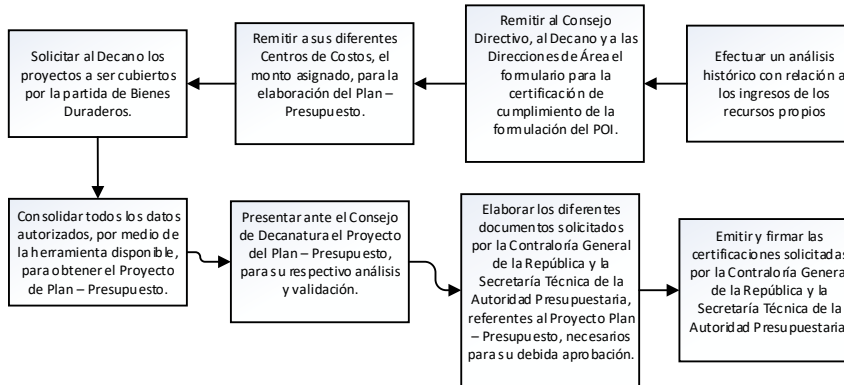 Efectuar un análisis
histórico con relación a
los ingresos de los
recursos propios
Remitir al Consejo
Directivo, al Decano y a las
Direcciones de Área el
formulario para la
certificación de
cumplimiento de la
formulación del POI.
Remitir a sus diferentes
Centros de Costos, el
monto asignado, para la
elaboración del Plan –
Presupuesto.
Solicitar al Decano los
proyectos a ser cubiertos
por la partida de Bienes
Duraderos.
Consolidar todos los datos
autorizados, por medio de
la herramienta disponible,
para obtener el Proyecto
de Plan – Presupuesto.
Presentar ante el Consejo
de Decanatura el Proyecto
del Plan – Presupuesto,
para su respectivo análisis
y validación.
Elaborar los diferentes
documentos solicitados
por la Contraloría General
de la República y la
Secretaría Técnica de la
Autoridad Presupuestaria,
referentes al Proyecto Plan
– Presupuesto, necesarios
para su debida aprobación.
Emitir y firmar las
certificaciones solicitadas
por la Contraloría General
de la República y la
Secretaría Técnica de la
Autoridad Presupuestaria